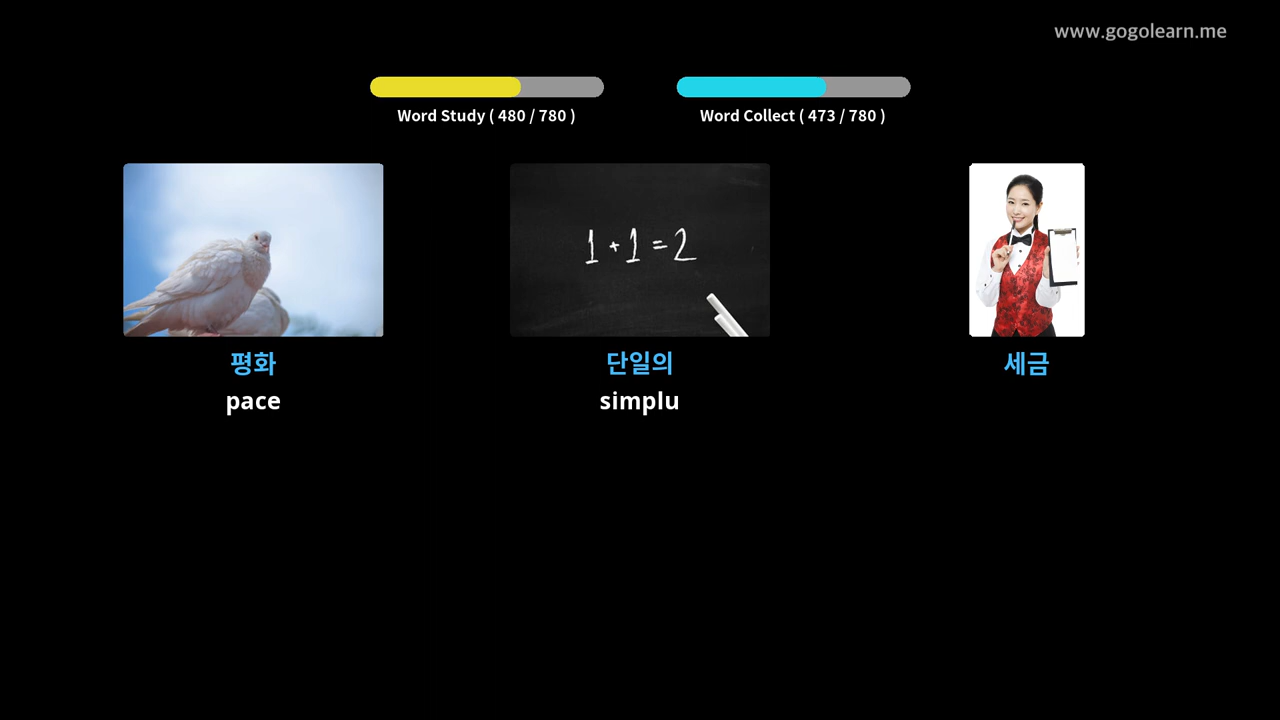 www.gogolearn.me
Word Study ( 480 / 780 )
Word Collect ( 473 / 780 )
1+1=2
평화
단일의
세금
pace
simplu